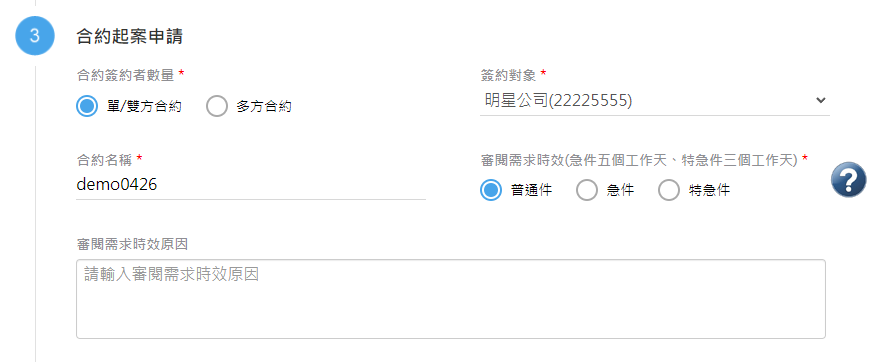 3 合約起案申請
合約簽約者數量 * 簽約對象 *
單/雙方合約 多方合約 明星公司(22225555)
合約名稱 * 審閱需求時效(急件五個工作天、特急件三個工作天) *
demo0426 普通件 急件 特急件 ?
審閱需求時效原因
請輸入審閱需求時效原因